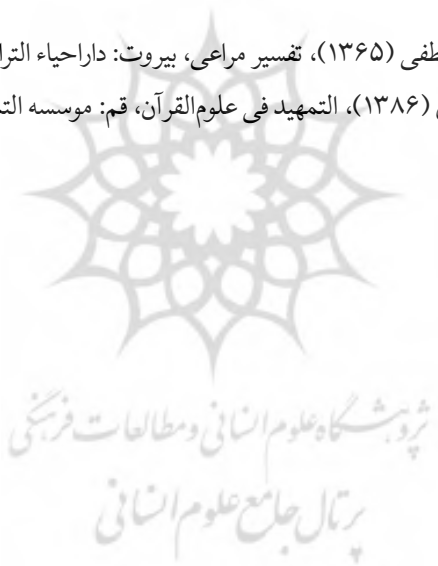 طفی (۱۳۶۵)، تفسیر مراعی، بیروت: داراحیاء الترا
(۱۳۸۶)، التمهید فی علوم‌القرآن، قم: موسسه التم
پژوهشگاه علوم انسانی و مطالعات فرهنگی
پرتال جامع علوم انسانی